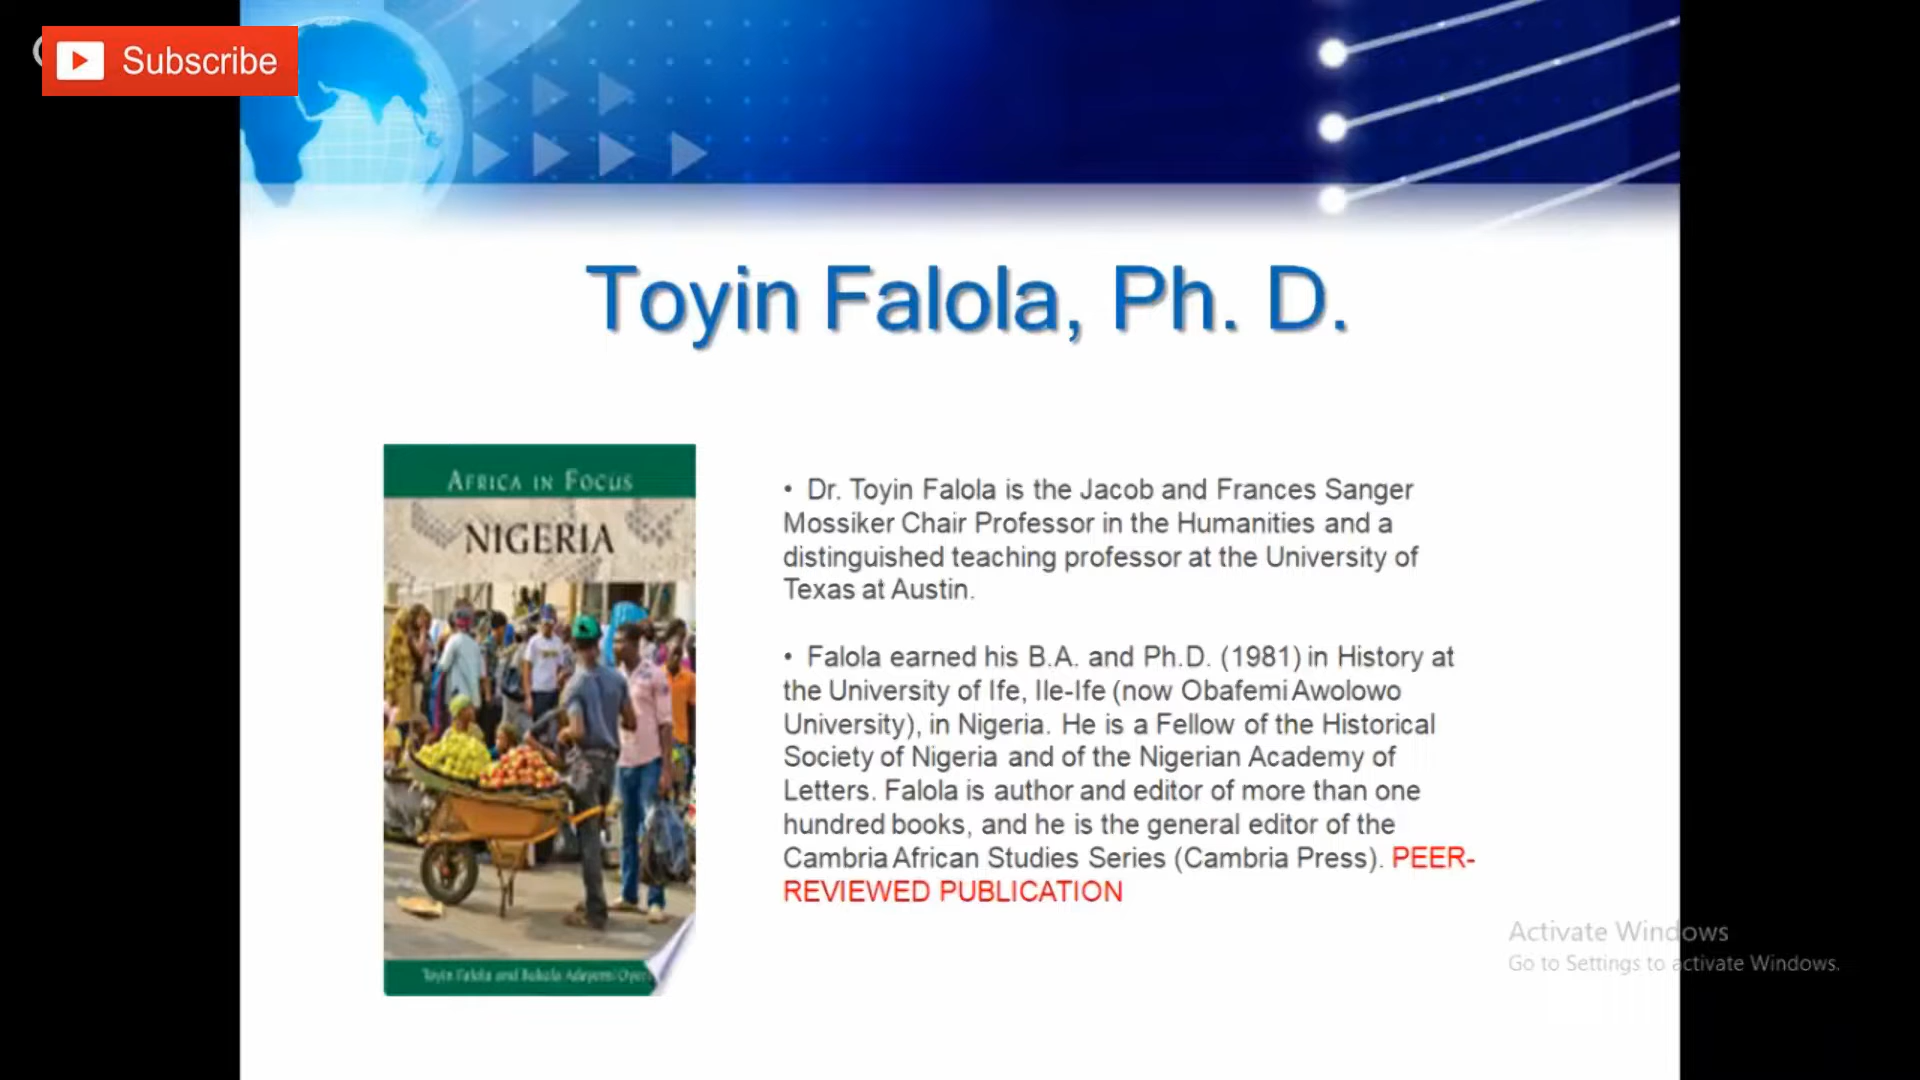 Subscribe
Toyin Falola, Ph. D.
AFRICA IN FOCUS
NIGERIA
Toyin Falola and Bukola Adeyemi
• Dr. Toyin Falola is the Jacob and Frances Sanger
Mossiker Chair Professor in the Humanities and a
distinguished teaching professor at the University of
Texas at Austin.
• Falola earned his B.A. and Ph.D. (1981) in History at
the University of Ife, Ile-Ife (now Obafemi Awolowo
University), in Nigeria. He is a Fellow of the Historical
Society of Nigeria and of the Nigerian Academy of
Letters. Falola is author and editor of more than one
hundred books, and he is the general editor of the
Cambria African Studies Series (Cambria Press). PEER-
REVIEWED PUBLICATION
Activate Windows
Go to Settings to activate Windows.